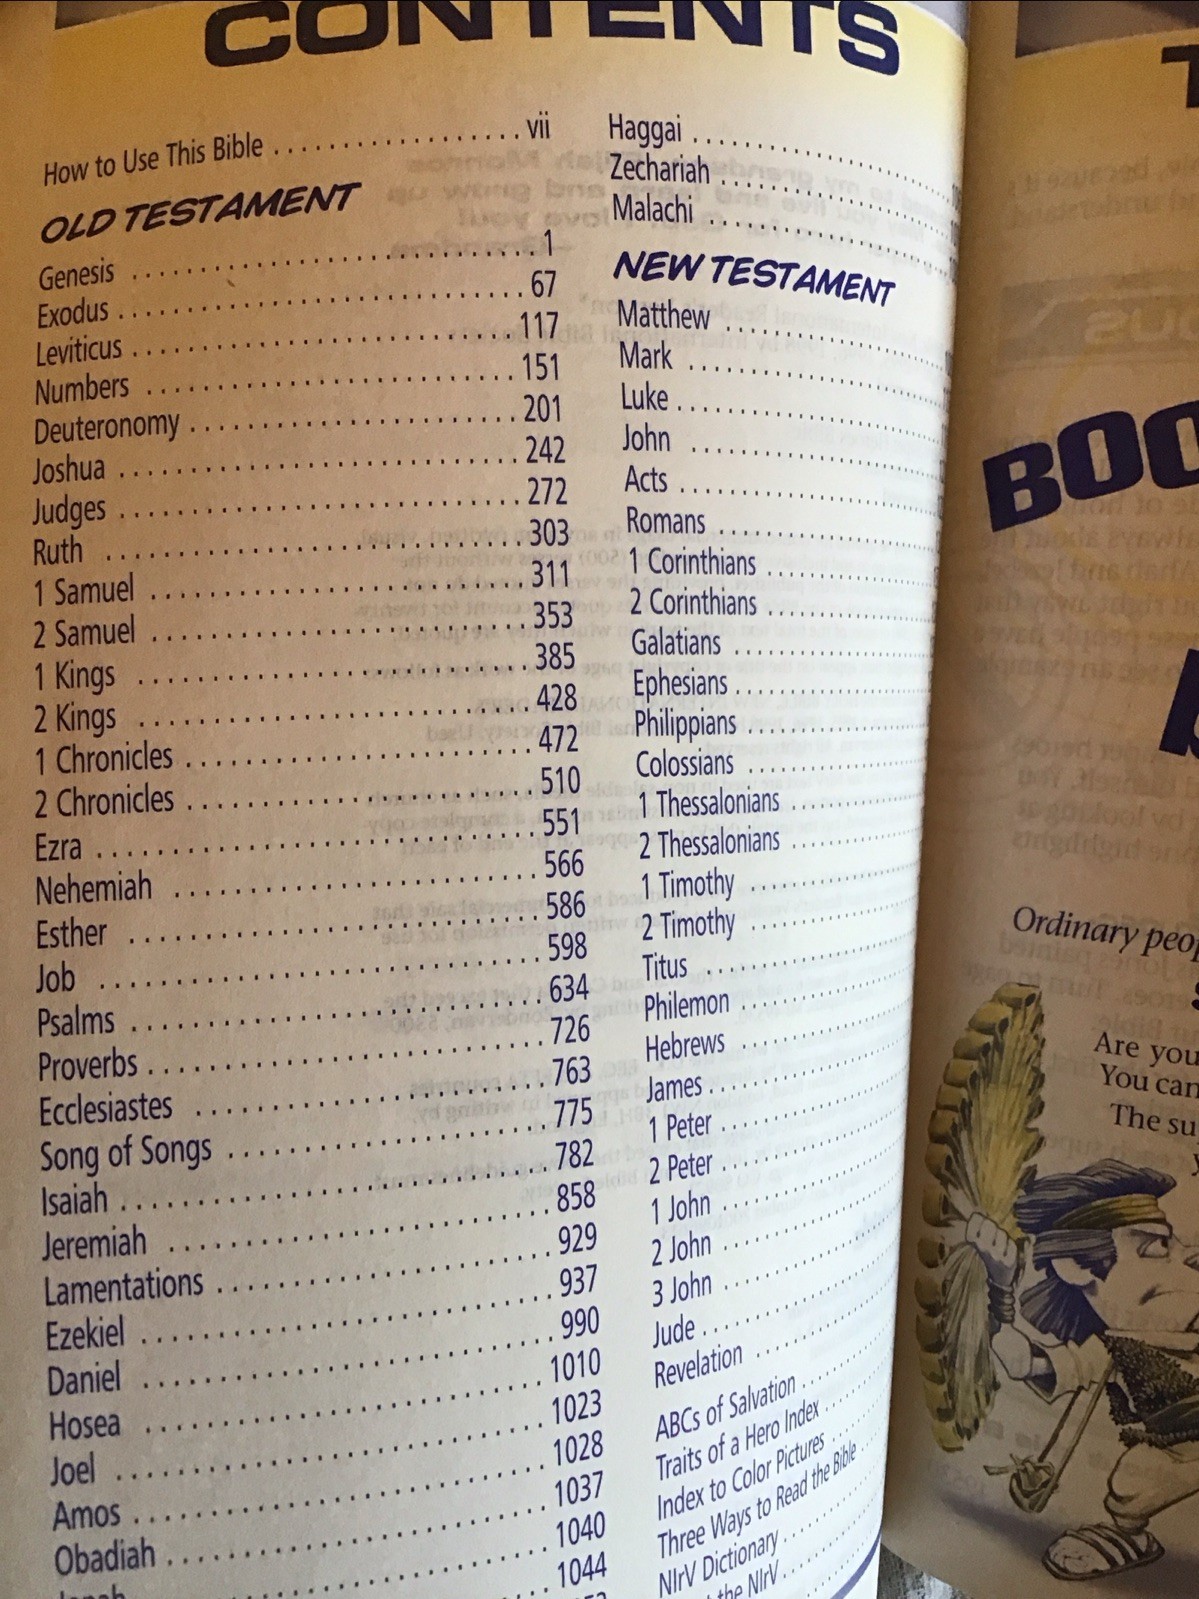 CONTENTS
How to Use This Bible . . . . . . . . . . . . . . . . . . vii
OLD TESTAMENT
Genesis . . . . . . . . . . . . . . . . . . 1
Exodus . . . . . . . . . . . . . . . . . . 67
Leviticus . . . . . . . . . . . . . . . . . . 117
Numbers . . . . . . . . . . . . . . . . . . 151
Deuteronomy . . . . . . . . . . . . . . . . . . 201
Joshua . . . . . . . . . . . . . . . . . . 242
Judges . . . . . . . . . . . . . . . . . . 272
Ruth . . . . . . . . . . . . . . . . . . 303
1 Samuel . . . . . . . . . . . . . . . . . . 311
2 Samuel . . . . . . . . . . . . . . . . . . 353
1 Kings . . . . . . . . . . . . . . . . . . 385
2 Kings . . . . . . . . . . . . . . . . . . 428
1 Chronicles . . . . . . . . . . . . . . . . . . 472
2 Chronicles . . . . . . . . . . . . . . . . . . 510
Ezra . . . . . . . . . . . . . . . . . . 551
Nehemiah . . . . . . . . . . . . . . . . . . 566
Esther . . . . . . . . . . . . . . . . . . 586
Job . . . . . . . . . . . . . . . . . . 598
Psalms . . . . . . . . . . . . . . . . . . 634
Proverbs . . . . . . . . . . . . . . . . . . 726
Ecclesiastes . . . . . . . . . . . . . . . . . . 763
Song of Songs . . . . . . . . . . . . . . . . . . 775
Isaiah . . . . . . . . . . . . . . . . . . 782
Jeremiah . . . . . . . . . . . . . . . . . . 858
Lamentations . . . . . . . . . . . . . . . . . . 929
Ezekiel . . . . . . . . . . . . . . . . . . 937
Daniel . . . . . . . . . . . . . . . . . . 990
Hosea . . . . . . . . . . . . . . . . . . 1010
Joel . . . . . . . . . . . . . . . . . . 1023
Amos . . . . . . . . . . . . . . . . . . 1028
Obadiah . . . . . . . . . . . . . . . . . . 1037
Jonah . . . . . . . . . . . . . . . . . . 1040
1044
Haggai . . . . . . . . . . . .
Zechariah . . . . . . . . . . . .
Malachi . . . . . . . . . . . .
NEW TESTAMENT
Matthew . . . . . . . . . . . .
Mark . . . . . . . . . . . .
Luke . . . . . . . . . . . .
John . . . . . . . . . . . .
Acts . . . . . . . . . . . .
Romans . . . . . . . . . . . .
1 Corinthians . . . . . . . . . . . .
2 Corinthians . . . . . . . . . . . .
Galatians . . . . . . . . . . . .
Ephesians . . . . . . . . . . . .
Philippians . . . . . . . . . . . .
Colossians . . . . . . . . . . . .
1 Thessalonians . . . . . . . . . . . .
2 Thessalonians . . . . . . . . . . . .
1 Timothy . . . . . . . . . . . .
2 Timothy . . . . . . . . . . . .
Titus . . . . . . . . . . . .
Philemon . . . . . . . . . . . .
Hebrews . . . . . . . . . . . .
James . . . . . . . . . . . .
1 Peter . . . . . . . . . . . .
2 Peter . . . . . . . . . . . .
1 John . . . . . . . . . . . .
2 John . . . . . . . . . . . .
3 John . . . . . . . . . . . .
Jude . . . . . . . . . . . .
Revelation . . . . . . . . . . . .
ABCs of Salvation . . . . . . . .
Traits of a Hero Index . . . . . .
Index to Color Pictures . . . . . .
Three Ways to Read the Bible . . .
NIrV Dictionary . . . . . . . .
the NIrV . . . . . . . .
T
BOO
Ordinary peo
Are you
You can
The su